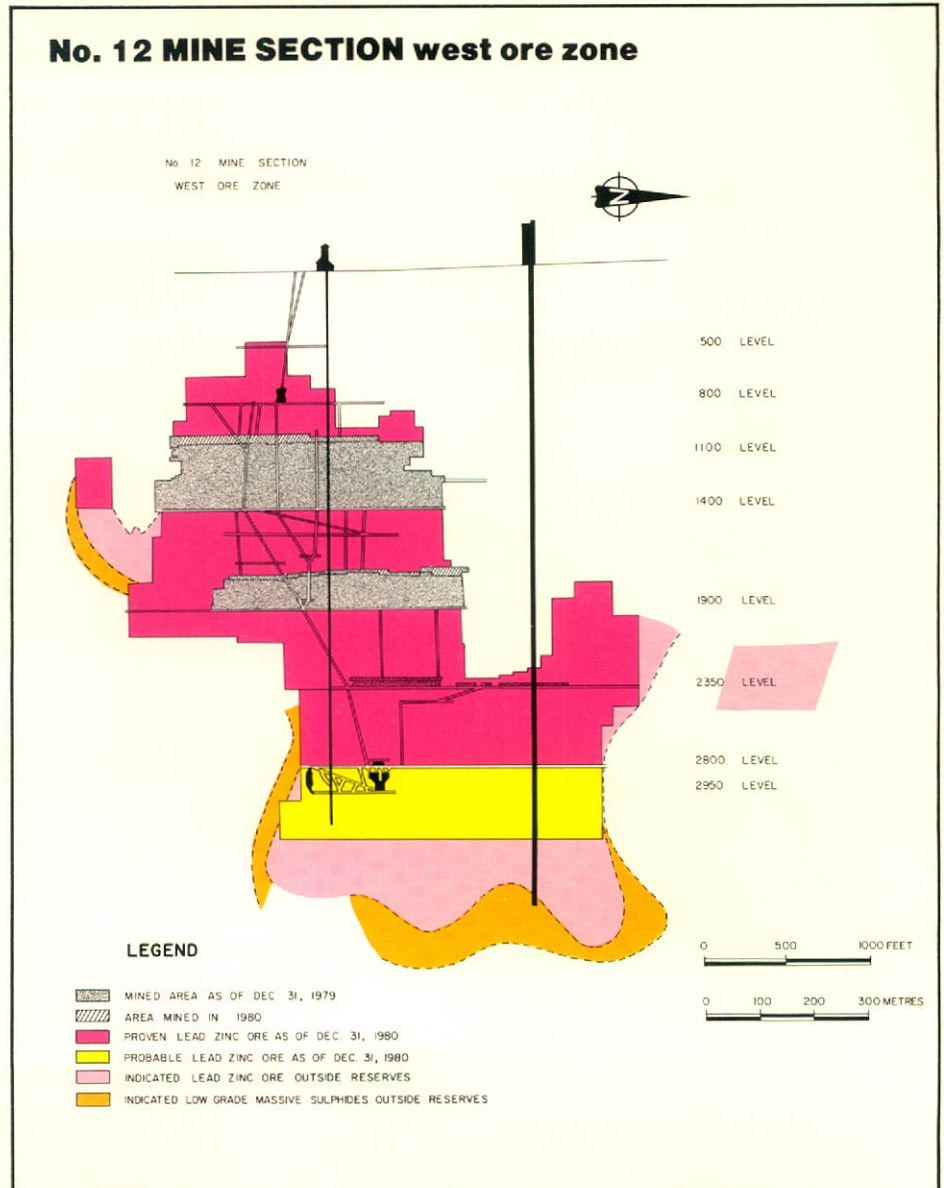 No. 12 MINE SECTION west ore zone
No 12 MINE SECTION
WEST ORE ZONE
N
500 LEVEL
800 LEVEL
1100 LEVEL
1400 LEVEL
1900 LEVEL
2350 LEVEL
2800 LEVEL
2950 LEVEL
LEGEND
MINED AREA AS OF DEC. 31, 1979
AREA MINED IN 1980
PROVEN LEAD ZINC ORE AS OF DEC. 31, 1980
PROBABLE LEAD ZINC ORE AS OF DEC. 31, 1980
INDICATED LEAD ZINC ORE OUTSIDE RESERVES
INDICATED LOW GRADE MASSIVE SULPHIDES OUTSIDE RESERVES
0 500 1000 FEET
0 100 200 300 METRES